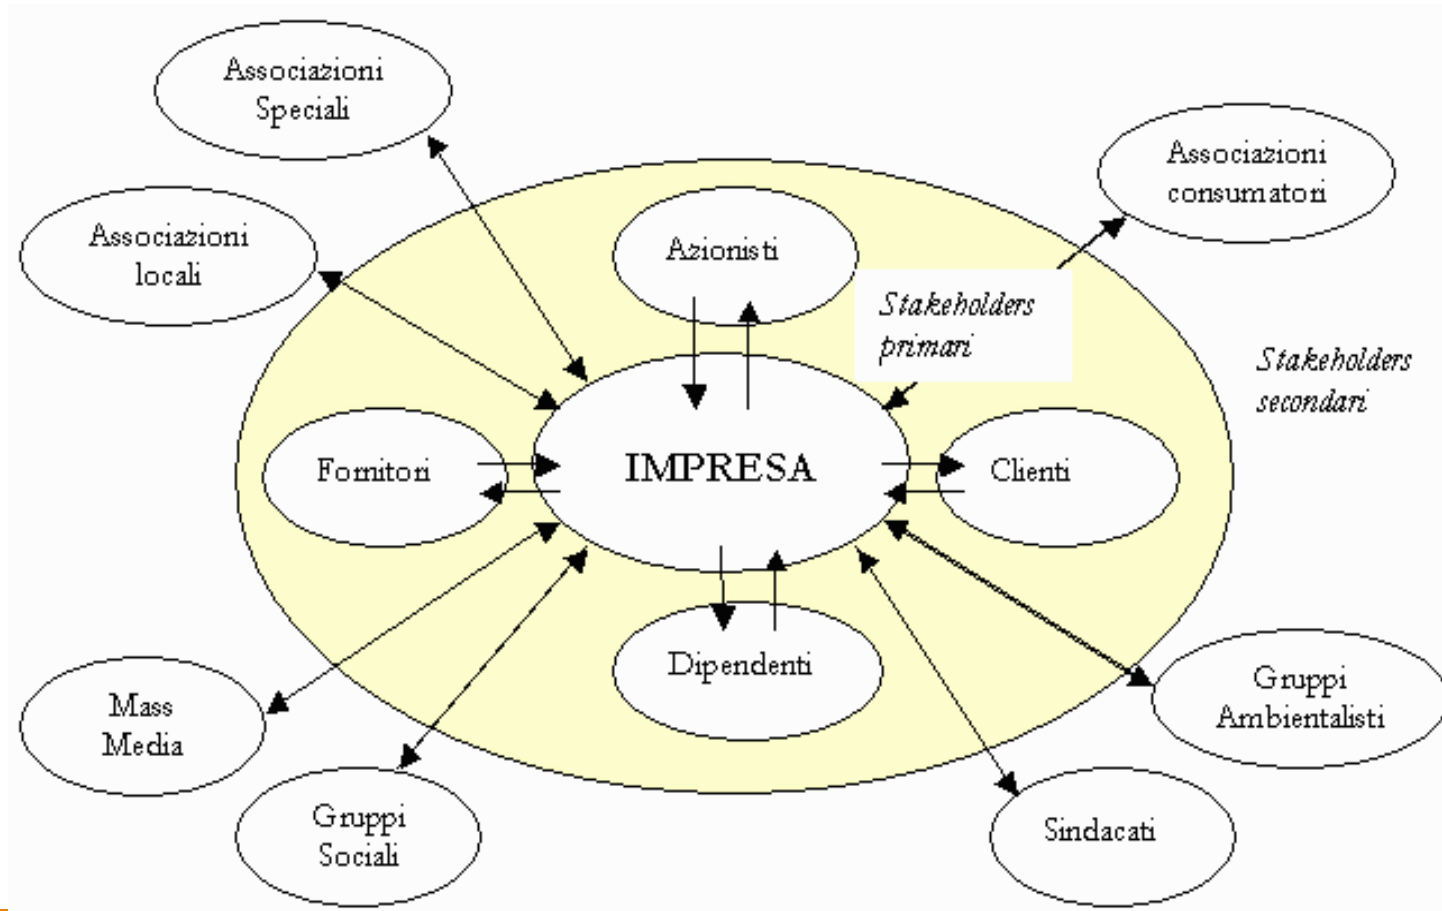 Associazioni
Speciali
Associazioni
consumatori
Associazioni
locali
Azionisti
Stakeholders
primari
Stakeholders
secondari
Fornitori
IMPRESA
Clienti
Dipendenti
Mass
Media
Gruppi
Ambientalisti
Gruppi
Sociali
Sindacati